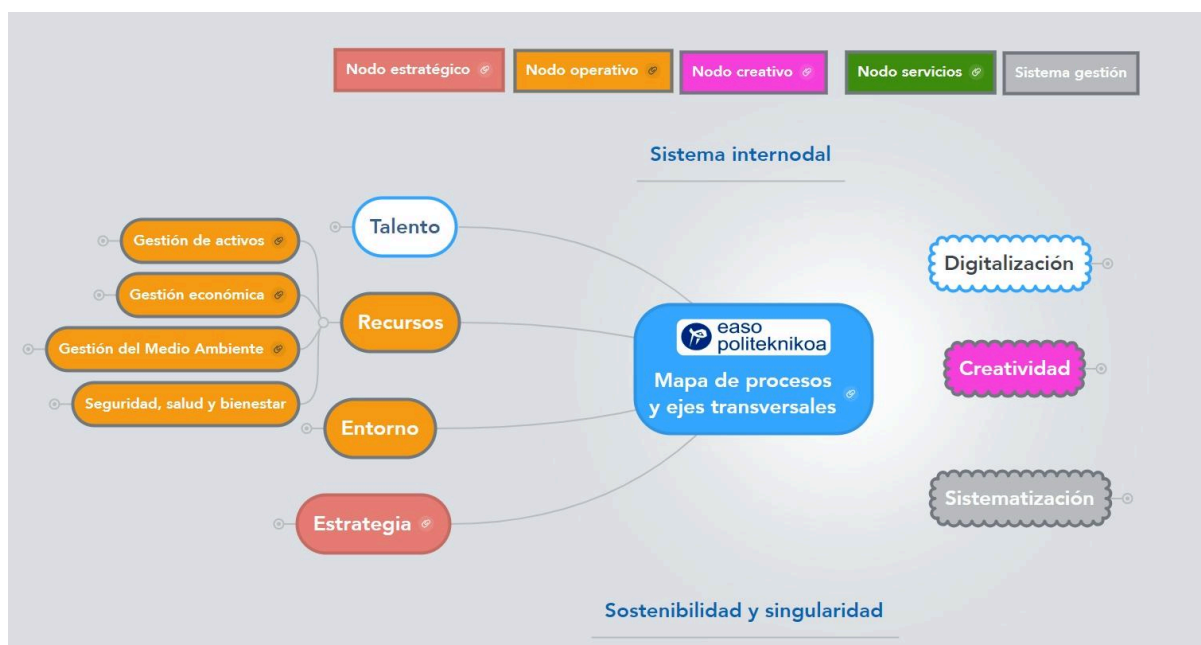 Nodo estratégico
Nodo operativo
Nodo creativo
Nodo servicios
Sistema gestión
Sistema internodal
Talento
Gestión de activos
Gestión económica
Gestión del Medio Ambiente
Seguridad, salud y bienestar
Recursos
Entorno
Estrategia
easo
politeknikoa
Mapa de procesos
y ejes transversales
Digitalización
Creatividad
Sistematización
Sostenibilidad y singularidad